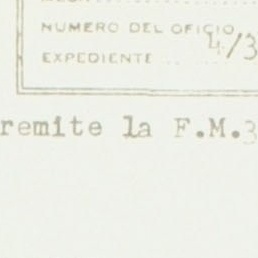 NUMERO DEL OFICIO 4/3
EXPEDIENTE
remite la F.M.3